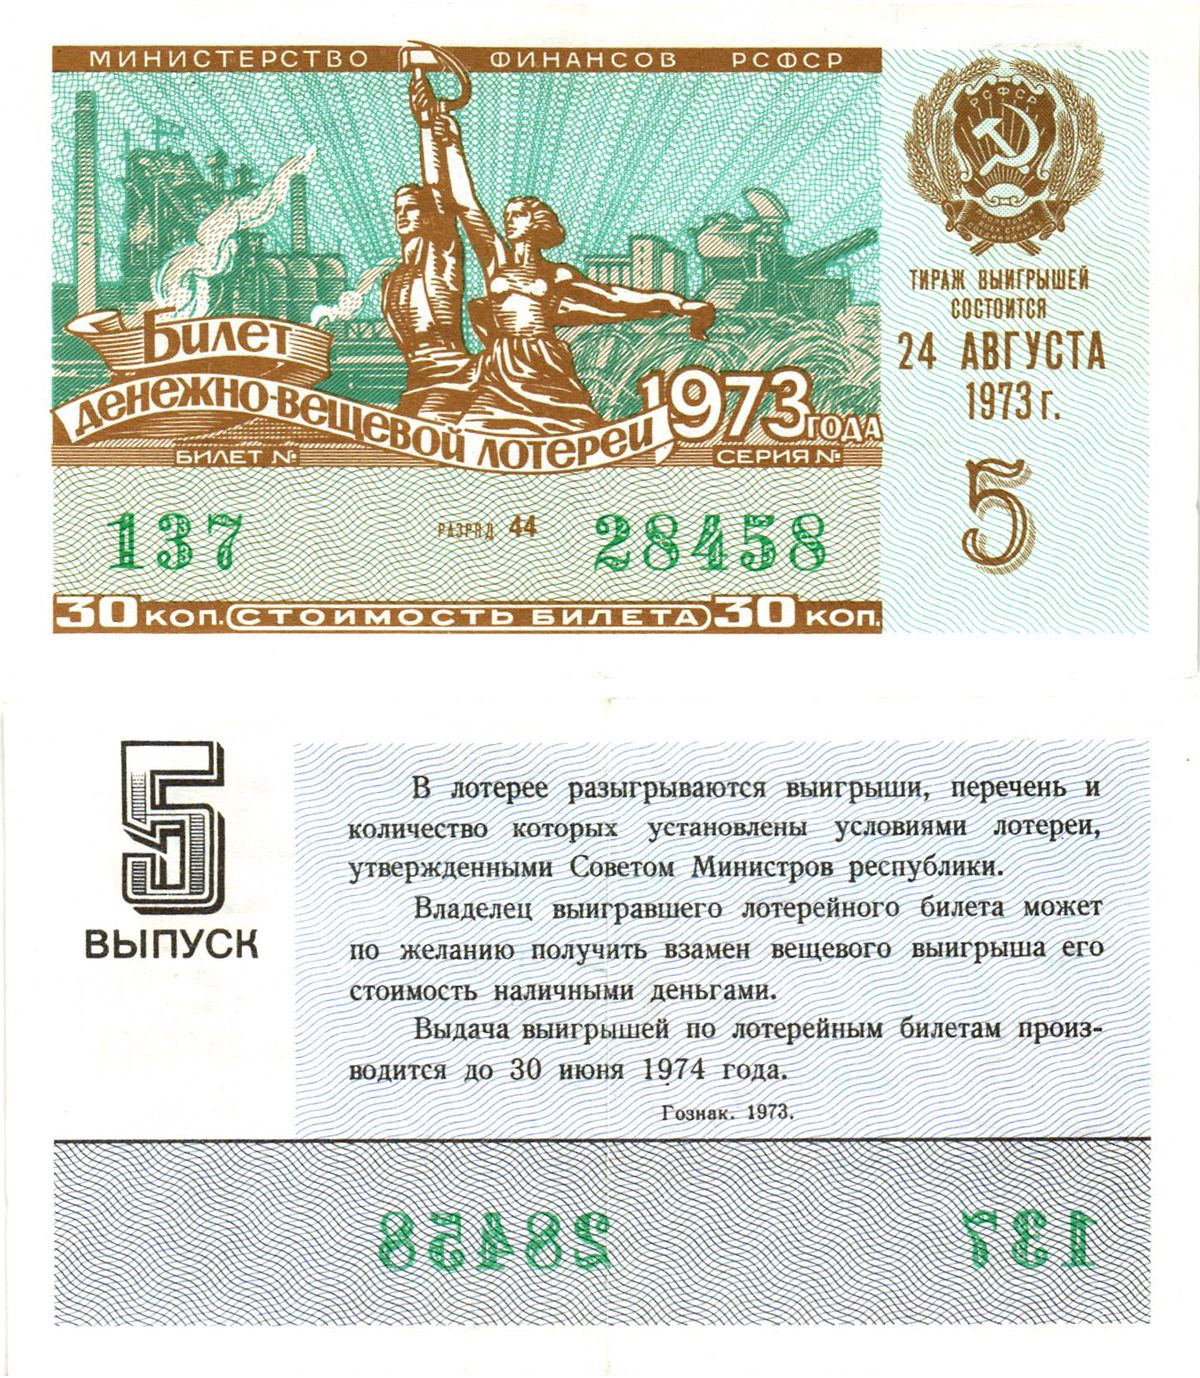 МИНИСТЕРСТВО ФИНАНСОВ РСФСР
РСФСР
Билет
денежно-вещевой лотереи 1973 года
БИЛЕТ № СЕРИЯ №
137 РАЗРЯД 44 28458
30 КОП. СТОИМОСТЬ БИЛЕТА 30 КОП.
ТИРАЖ ВЫИГРЫШЕЙ
СОСТОИТСЯ
24 АВГУСТА
1973 г.
5
5
ВЫПУСК
В лотерее разыгрываются выигрыши, перечень и
количество которых установлены условиями лотереи,
утвержденными Советом Министров республики.
Владелец выигравшего лотерейного билета может
по желанию получить взамен вещевого выигрыша его
стоимость наличными деньгами.
Выдача выигрышей по лотерейным билетам произ-
водится до 30 июня 1974 года.
Гознак. 1973.
28458 137